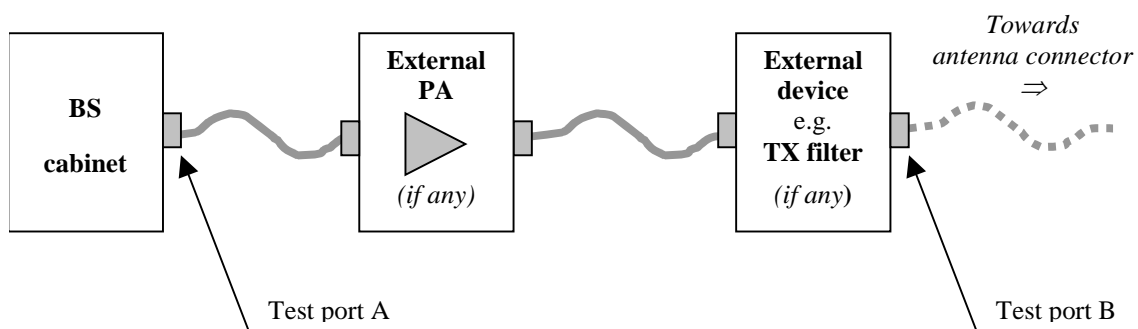 BS
cabinet
External
PA
(if any)
External
device
e.g.
TX filter
(if any)
Towards
antenna connector
⇒
Test port A
Test port B